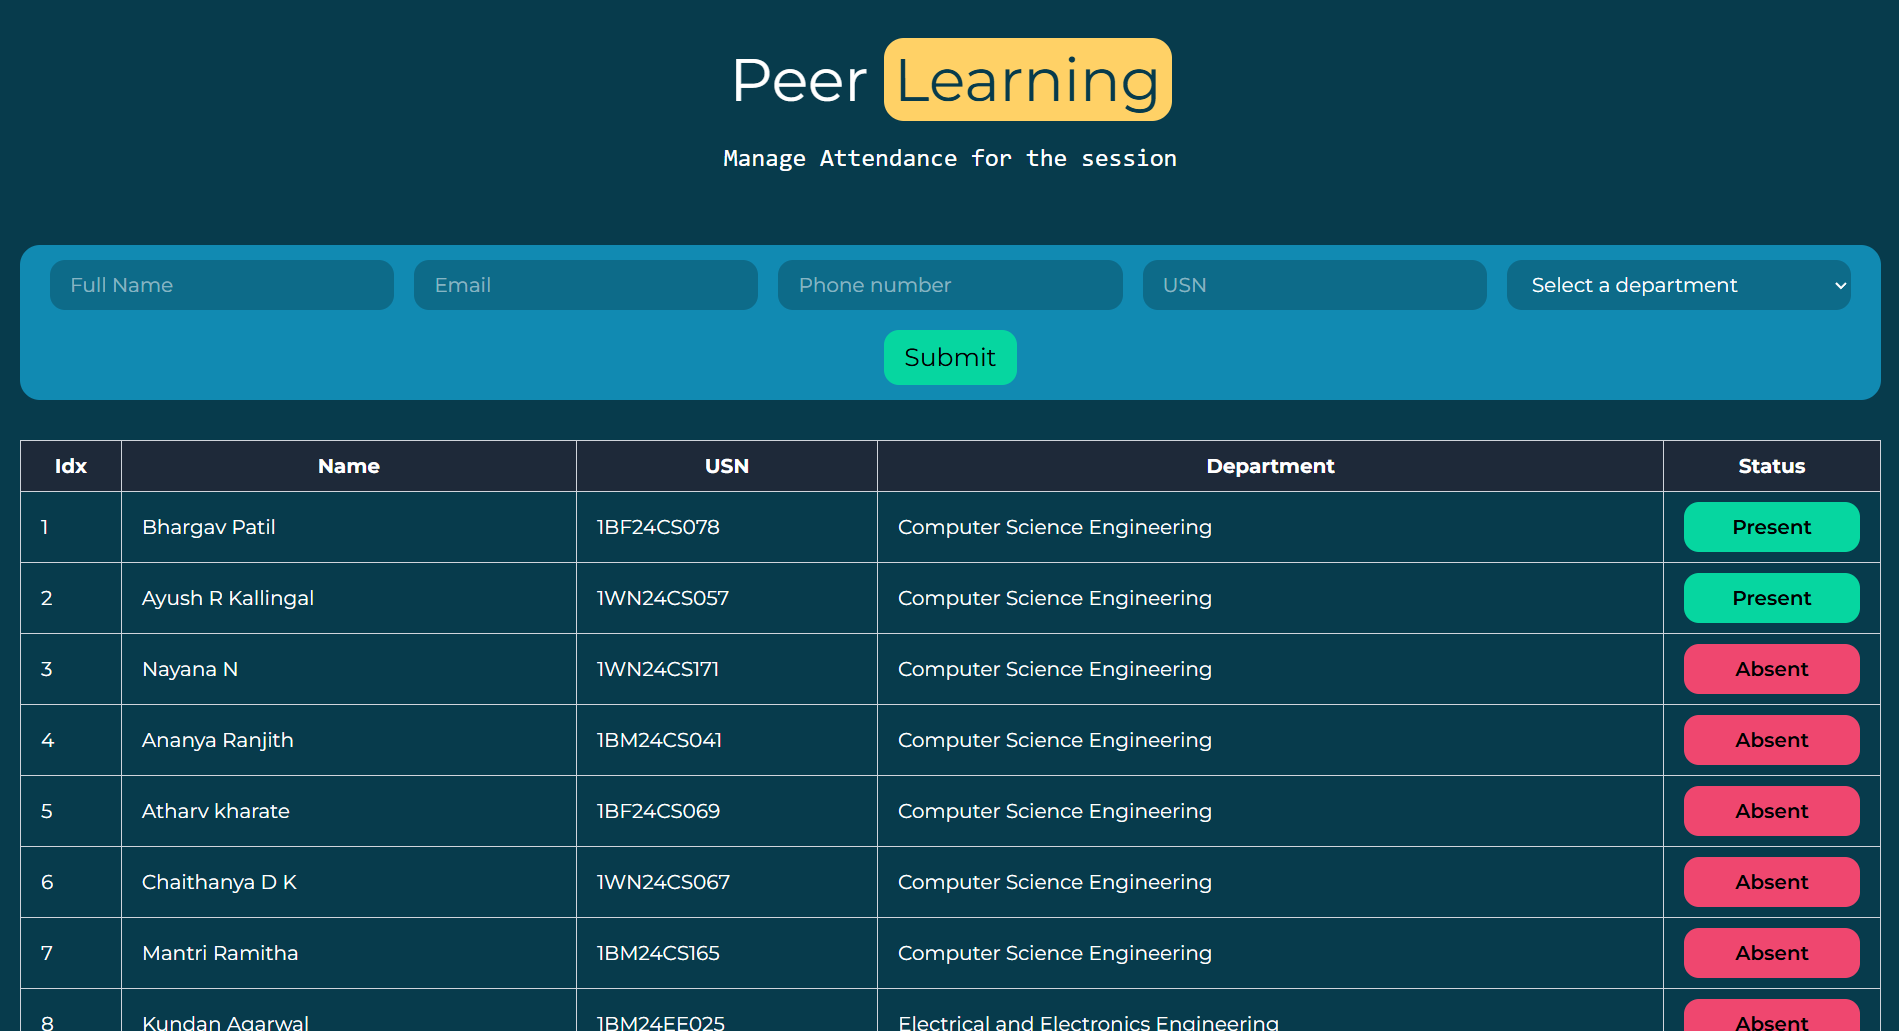 Peer Learning
Manage Attendance for the session
Full Name Email Phone number USN Select a department
Submit
Idx Name USN Department Status
1 Bhargav Patil 1BF24CS078 Computer Science Engineering Present
2 Ayush R Kallingal 1WN24CS057 Computer Science Engineering Present
3 Nayana N 1WN24CS171 Computer Science Engineering Absent
4 Ananya Ranjith 1BM24CS041 Computer Science Engineering Absent
5 Atharv kharate 1BF24CS069 Computer Science Engineering Absent
6 Chaithanya D K 1WN24CS067 Computer Science Engineering Absent
7 Mantri Ramitha 1BM24CS165 Computer Science Engineering Absent
8 Kundan Agarwal 1BM24EE025 Electrical and Electronics Engineering Absent